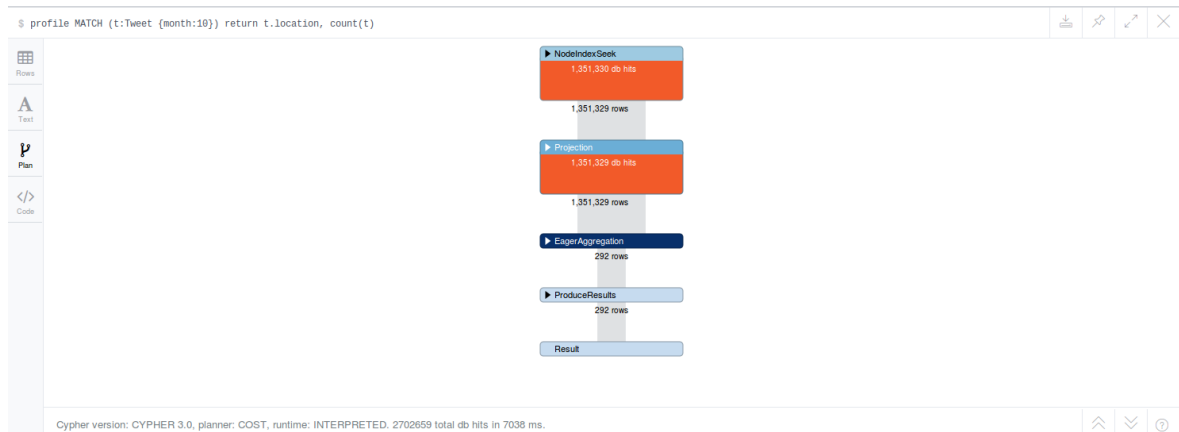 $ profile MATCH (t:Tweet {month:10}) return t.location, count(t)
Rows
Text
Plan
Code
NodeIndexSeek
1,351,330 db hits
1,351,329 rows
Projection
1,351,329 db hits
1,351,329 rows
EagerAggregation
292 rows
ProduceResults
292 rows
Result
Cypher version: CYPHER 3.0, planner: COST, runtime: INTERPRETED. 2702659 total db hits in 7038 ms.